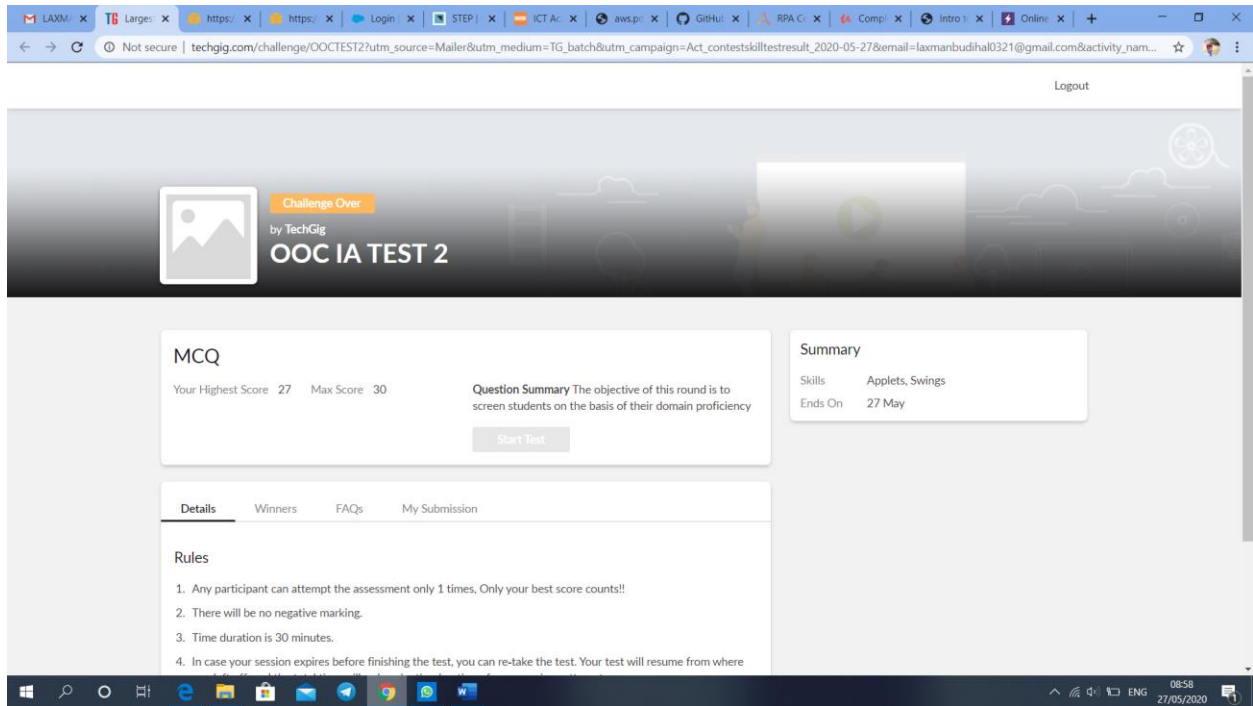 LAXM
TG Larges
https:/
https:/
Login
STEP |
ICT Ac
aws.po
GitHub
RPA Co
Compl
Intro t
Online
Not secure | techgig.com/challenge/OOCTEST2?utm_source=Mailer&utm_medium=TG_batch&utm_campaign=Act_contestskilltestresult_2020-05-27&email=laxmanbudihal0321@gmail.com&activity_nam...
Logout
Challenge Over
by TechGig
OOC IA TEST 2
MCQ
Your Highest Score 27 Max Score 30
Question Summary The objective of this round is to
screen students on the basis of their domain proficiency
Start Test
Summary
Skills Applets, Swings
Ends On 27 May
Details Winners FAQs My Submission
Rules
1. Any participant can attempt the assessment only 1 times, Only your best score counts!!
2. There will be no negative marking.
3. Time duration is 30 minutes.
4. In case your session expires before finishing the test, you can re-take the test. Your test will resume from where
ENG
08:58
27/05/2020